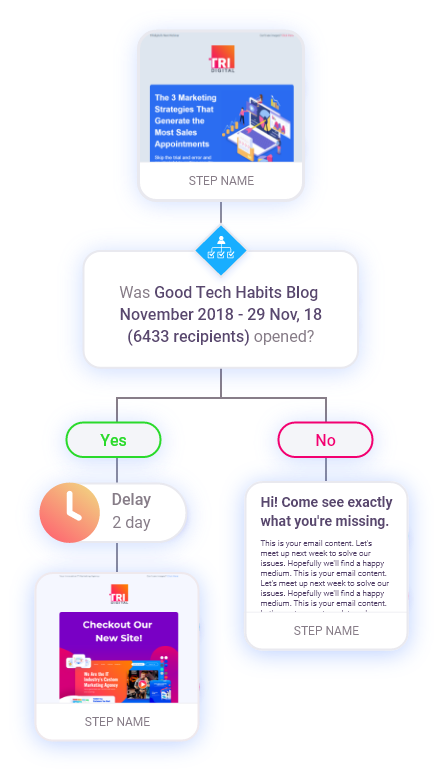 TRI
DIGITAL
The 3 Marketing
Strategies That
Generate the
Most Sales
Appointments
Skip the trial and error and
STEP NAME
Was Good Tech Habits Blog
November 2018 - 29 Nov, 18
(6433 recipients) opened?
Yes
No
Delay
2 day
Hi! Come see exactly
what you're missing.
This is your email content. Let's
meet up next week to solve our
issues. Hopefully we'll find a happy
medium. This is your email content.
Let's meet up next week to solve our
issues. Hopefully we'll find a happy
medium. This is your email content.
STEP NAME
TRI
DIGITAL
Checkout Our
New Site!
We Are the IT
Industry's Custom
Marketing Agency
STEP NAME